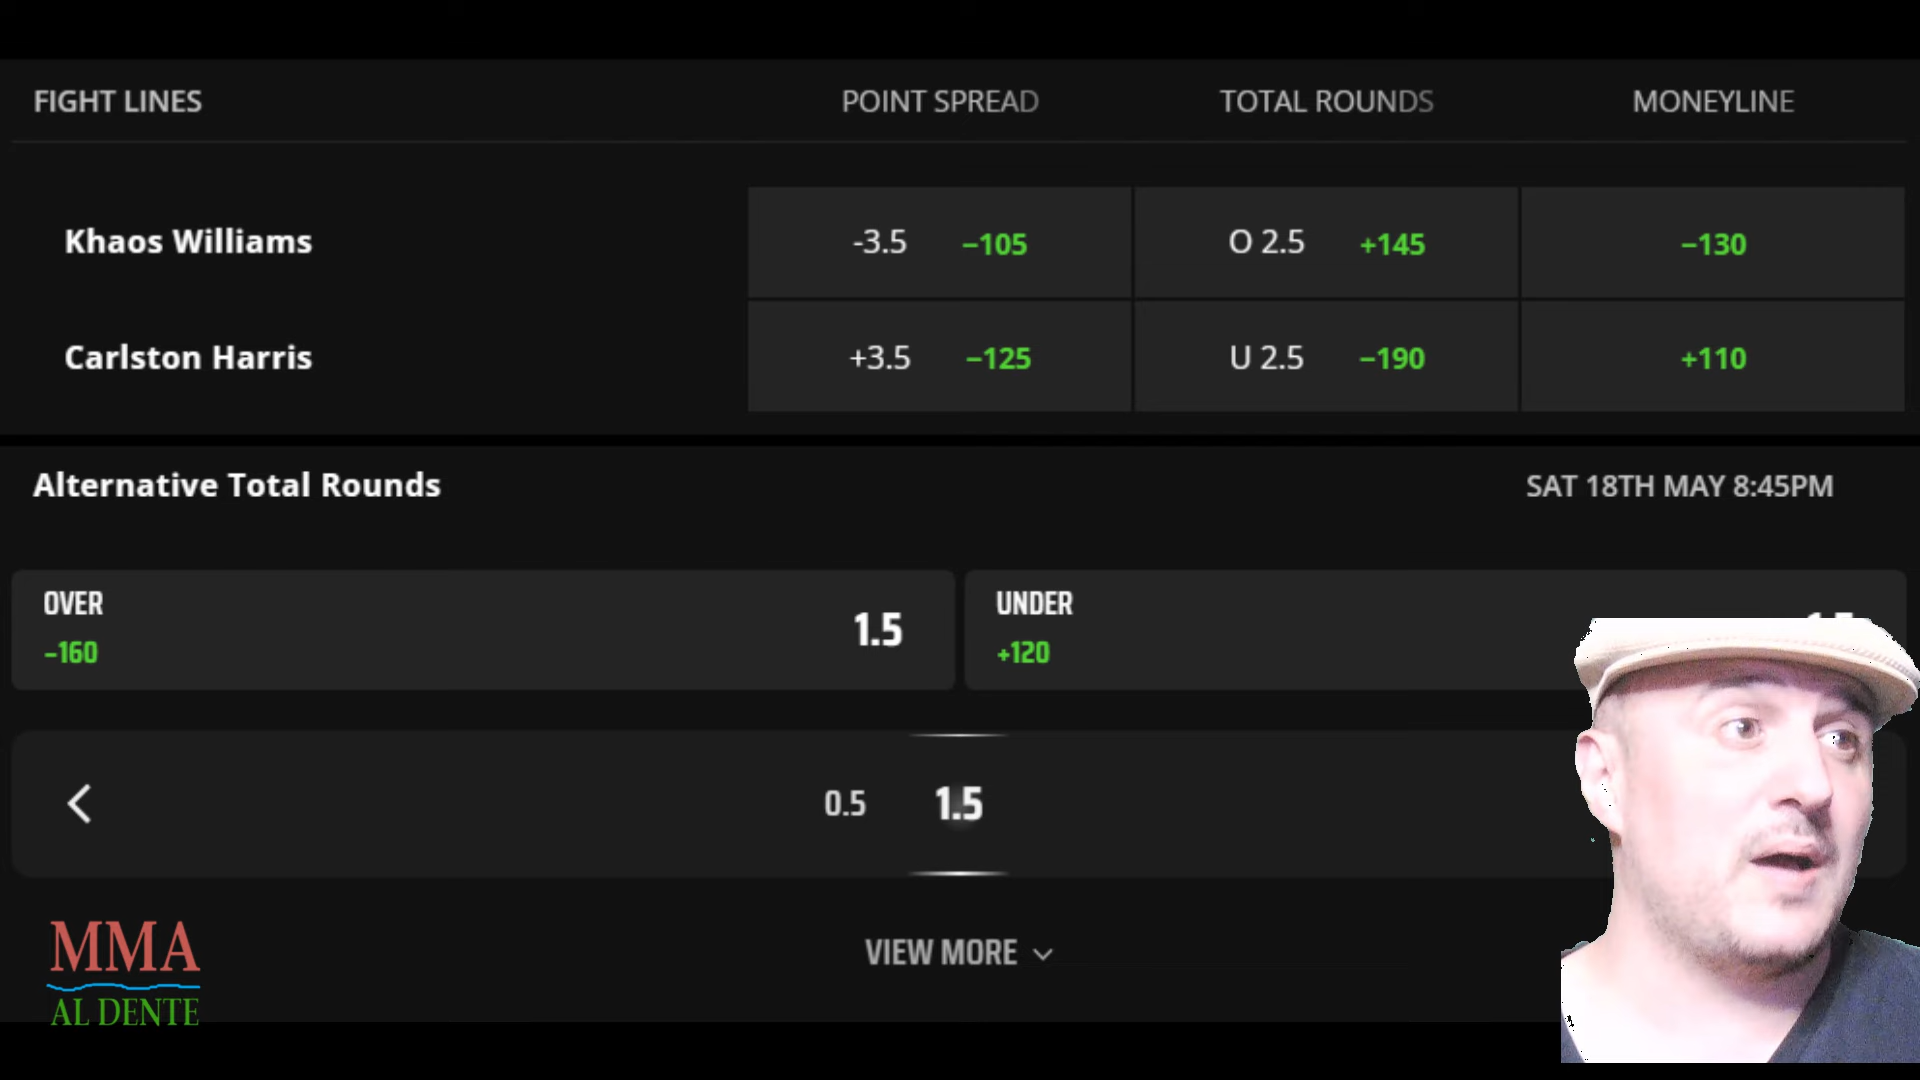 FIGHT LINES POINT SPREAD TOTAL ROUNDS MONEYLINE
Khaos Williams -3.5 −105 O 2.5 +145 −130
Carlston Harris +3.5 −125 U 2.5 −190 +110
Alternative Total Rounds SAT 18TH MAY 8:45PM
OVER
−160
1.5
UNDER
+120
0.5 1.5
VIEW MORE
MMA
AL DENTE